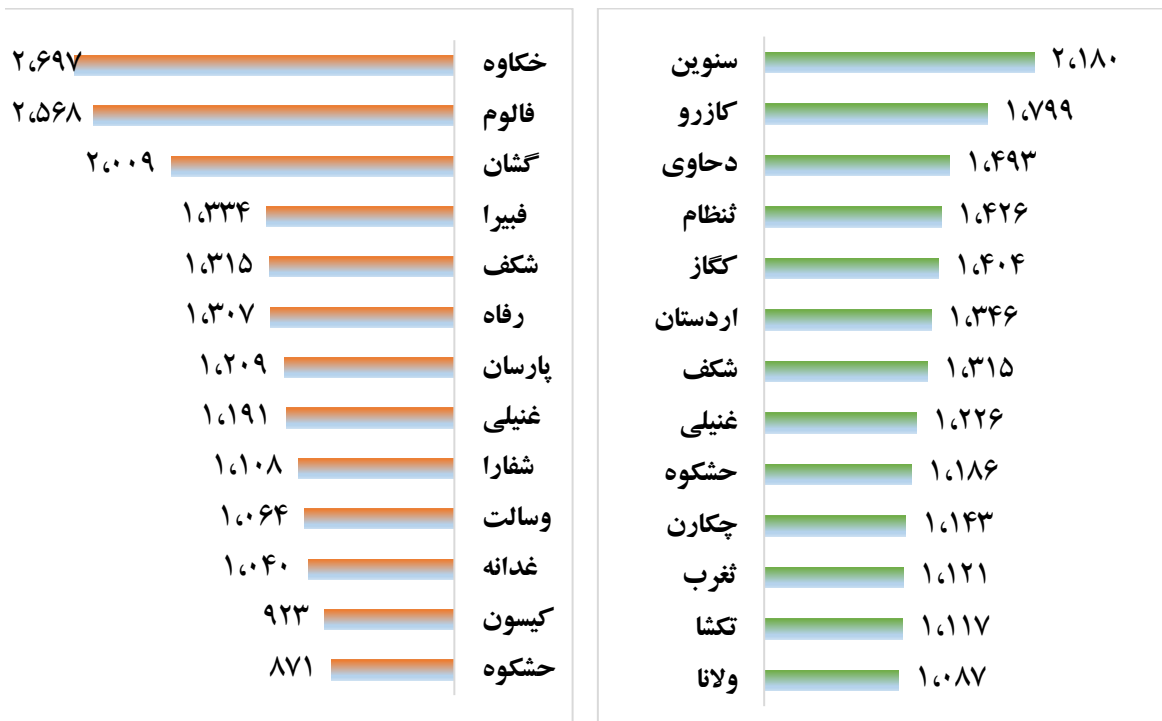 سنوین ۲،۱۸۰
کازرو ۱،۷۹۹
دحاوی ۱،۴۹۳
ثنظام ۱،۴۲۶
کگاز ۱،۴۰۴
اردستان ۱،۳۴۶
شکف ۱،۳۱۵
غنیلی ۱،۲۲۶
حشکوه ۱،۱۸۶
چکارن ۱،۱۴۳
ثغرب ۱،۱۲۱
تکشا ۱،۱۱۷
ولانا ۱،۰۸۷
خکاوه ۲،۶۹۷
فالوم ۲،۵۶۸
گشان ۲،۰۰۹
فبیرا ۱،۳۳۴
شکف ۱،۳۱۵
رفاه ۱،۳۰۷
پارسان ۱،۲۰۹
غنیلی ۱،۱۹۱
شفارا ۱،۱۰۸
وسالت ۱،۰۶۴
غدانه ۱،۰۴۰
کیسون ۹۲۳
حشکوه ۸۷۱